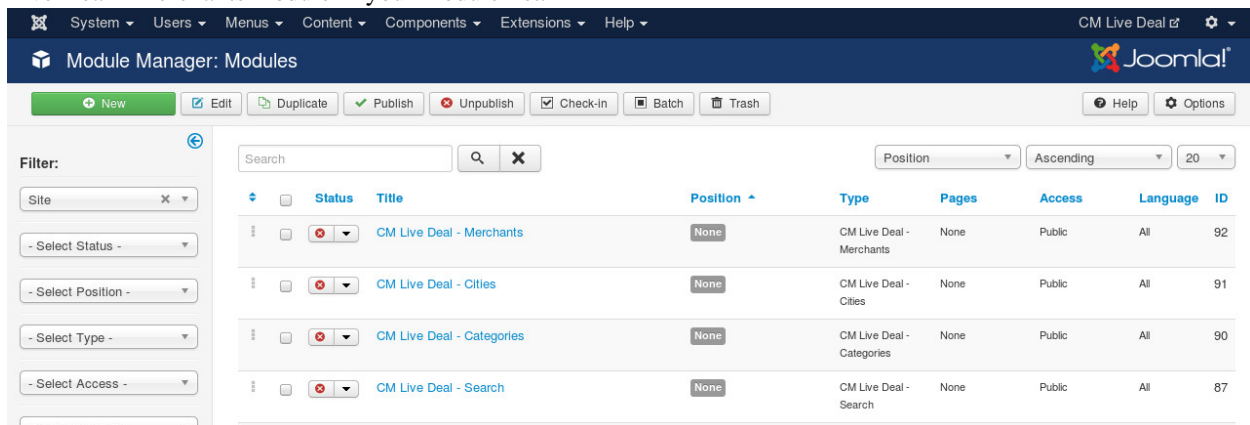 System Users Menus Content Components Extensions Help CM Live Deal
Module Manager: Modules Joomla!
New Edit Duplicate Publish Unpublish Check-in Batch Trash Help Options
Filter:
Search Position Ascending 20
Site
Status Title Position Type Pages Access Language ID
- Select Status -
CM Live Deal - Merchants None CM Live Deal - None Public All 92
Merchants
- Select Position -
CM Live Deal - Cities None CM Live Deal - None Public All 91
Cities
- Select Type -
CM Live Deal - Categories None CM Live Deal - None Public All 90
Categories
- Select Access -
CM Live Deal - Search None CM Live Deal - None Public All 87
Search